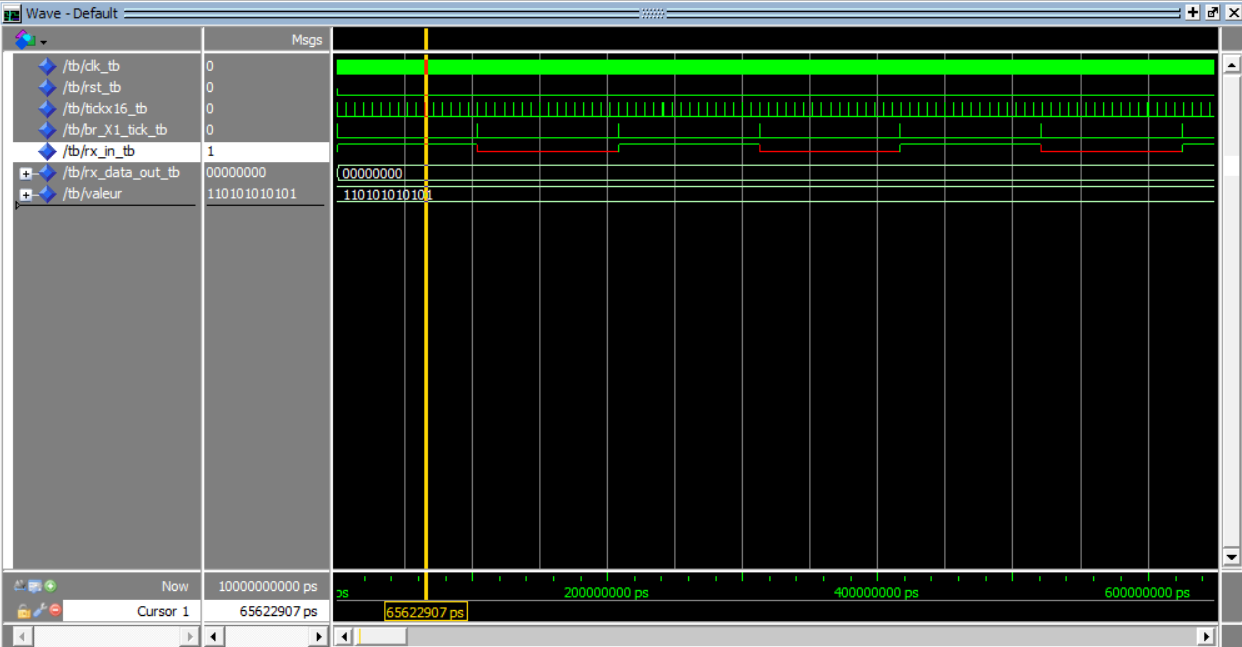 Wave - Default
Msgs
/tb/clk_tb 0
/tb/rst_tb 0
/tb/tickx16_tb 0
/tb/br_X1_tick_tb 0
/tb/rx_in_tb 1
/tb/rx_data_out_tb 00000000 00000000
/tb/valeur 110101010101 110101010101
Now 10000000000 ps ps 200000000 ps 400000000 ps 600000000 ps
Cursor 1 65622907 ps 65622907 ps